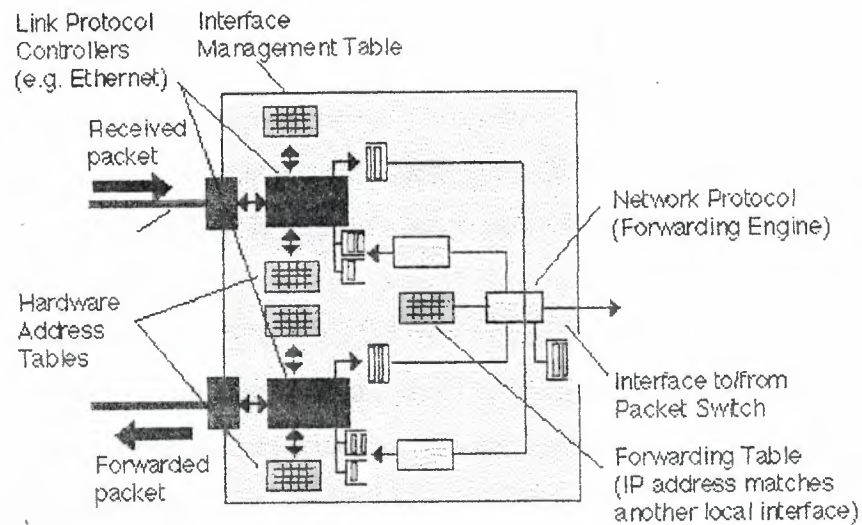 Link Protocol
Controllers
(e.g. Ethernet)
Interface
Management Table
Received
packet
Network Protocol
(Forwarding Engine)
Hardware
Address
Tables
Interface to/from
Packet Switch
Forwarded
packet
Forwarding Table
(IP address matches
another local interface)